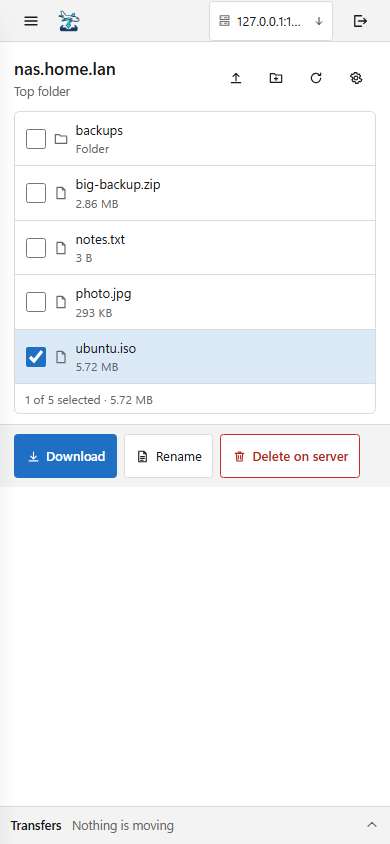 127.0.0.1:1...
nas.home.lan
Top folder
backups
Folder
big-backup.zip
2.86 MB
notes.txt
3 B
photo.jpg
293 KB
ubuntu.iso
5.72 MB
1 of 5 selected · 5.72 MB
Download
Rename
Delete on server
Transfers Nothing is moving